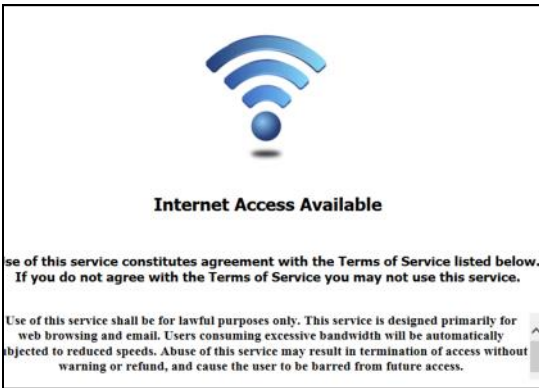 Internet Access Available
se of this service constitutes agreement with the Terms of Service listed below.
If you do not agree with the Terms of Service you may not use this service.
Use of this service shall be for lawful purposes only. This service is designed primarily for
web browsing and email. Users consuming excessive bandwidth will be automatically
bjected to reduced speeds. Abuse of this service may result in termination of access without
warning or refund, and cause the user to be barred from future access.